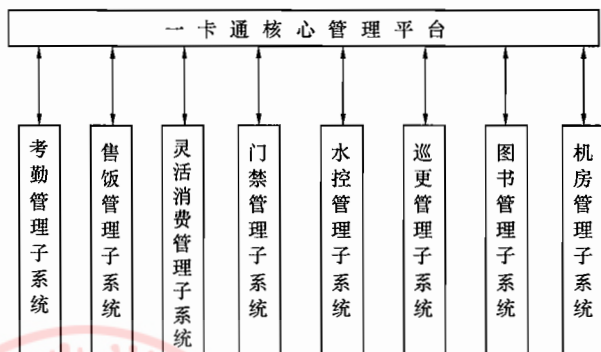 一卡通核心管理平台
考勤管理子系统
售饭管理子系统
灵活消费管理子系统
门禁管理子系统
水控管理子系统
巡更管理子系统
图书管理子系统
机房管理子系统